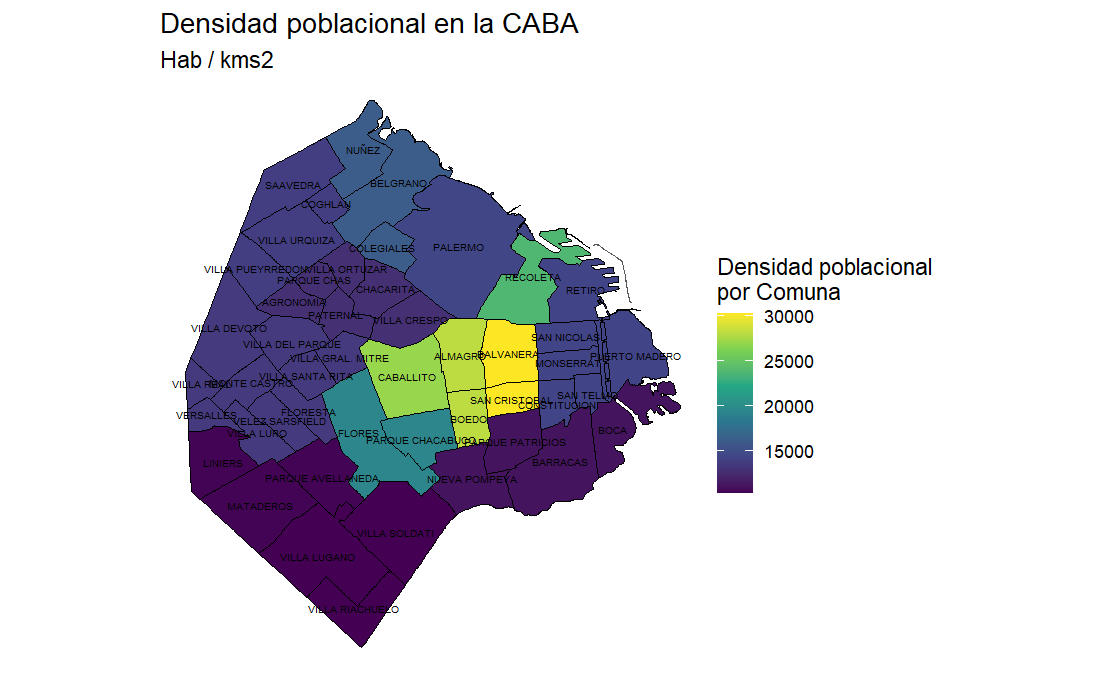 Densidad poblacional en la CABA
Hab / kms2
NUÑEZ
SAAVEDRA
BELGRANO
COGHLAN
VILLA URQUIZA
COLEGIALES
PALERMO
VILLA PUEYRREDON
VILLA ORTUZAR
PARQUE CHAS
RECOLETA
CHACARITA
RETIRO
AGRONOMIA
PATERNAL
VILLA CRESPO
VILLA DEVOTO
SAN NICOLAS
VILLA DEL PARQUE
VILLA GRAL. MITRE
ALMAGRO
BALVANERA
PUERTO MADERO
MONSERRAT
VILLA SANTA RITA
CABALLITO
VILLA REAL
MONTE CASTRO
SAN TELMO
SAN CRISTOBAL
CONSTITUCION
VERSALLES
FLORESTA
VELEZ SARSFIELD
BOEDO
VILLA LURO
FLORES
BOCA
PARQUE CHACABUCO
PARQUE PATRICIOS
LINIERS
BARRACAS
PARQUE AVELLANEDA
NUEVA POMPEYA
MATADEROS
VILLA SOLDATI
VILLA LUGANO
VILLA RIACHUELO
Densidad poblacional
por Comuna
30000
25000
20000
15000